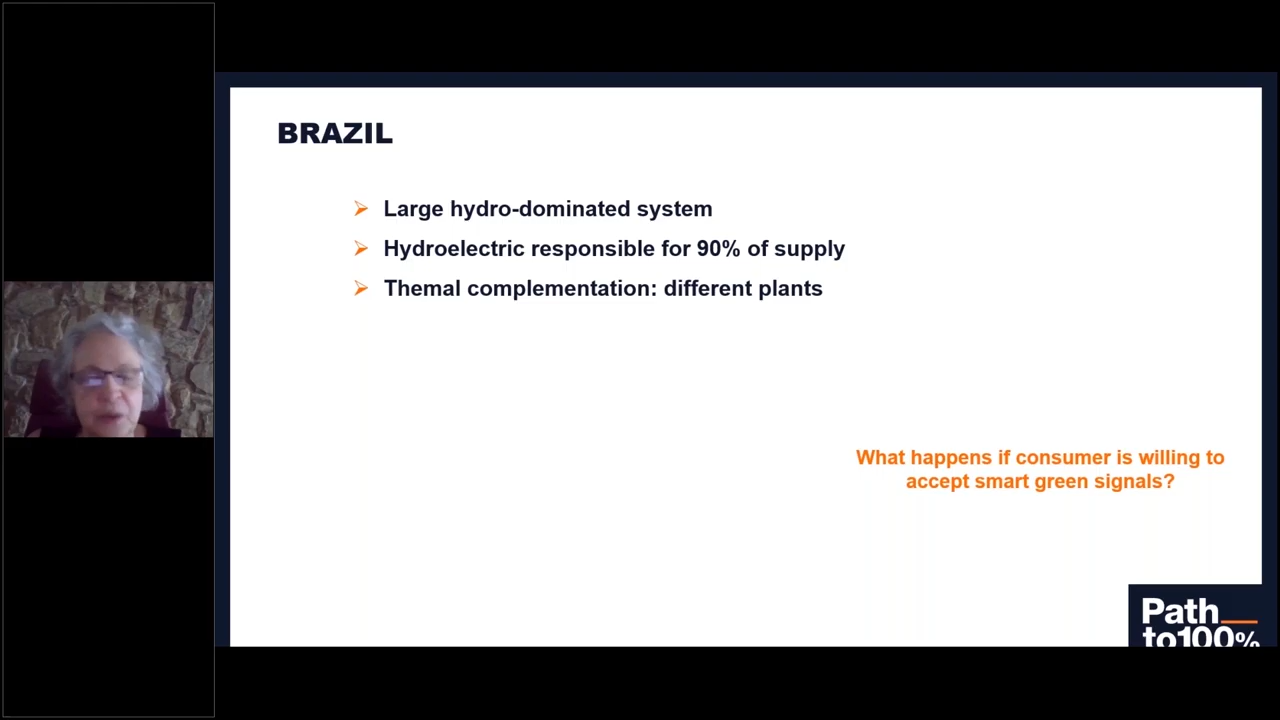 BRAZIL
Large hydro-dominated system
Hydroelectric responsible for 90% of supply
Themal complementation: different plants
What happens if consumer is willing to
accept smart green signals?
Path
to100%